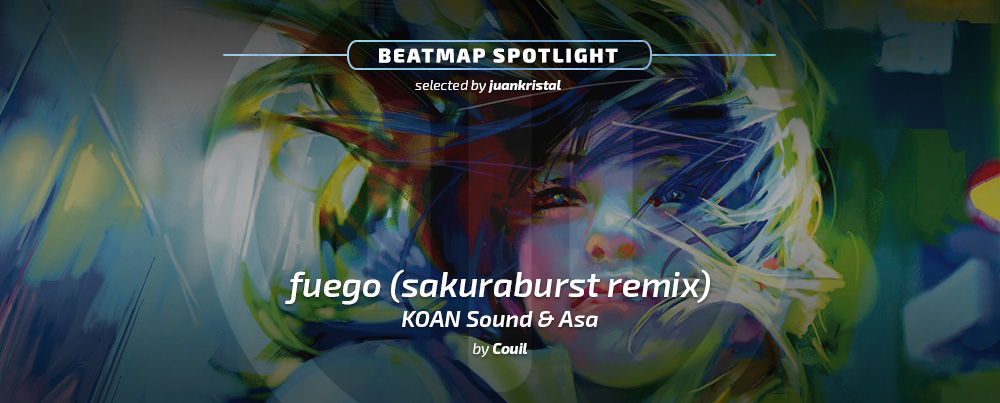 BEATMAP SPOTLIGHT
selected by juankristal
fuego (sakuraburst remix)
KOAN Sound & Asa
by Couil